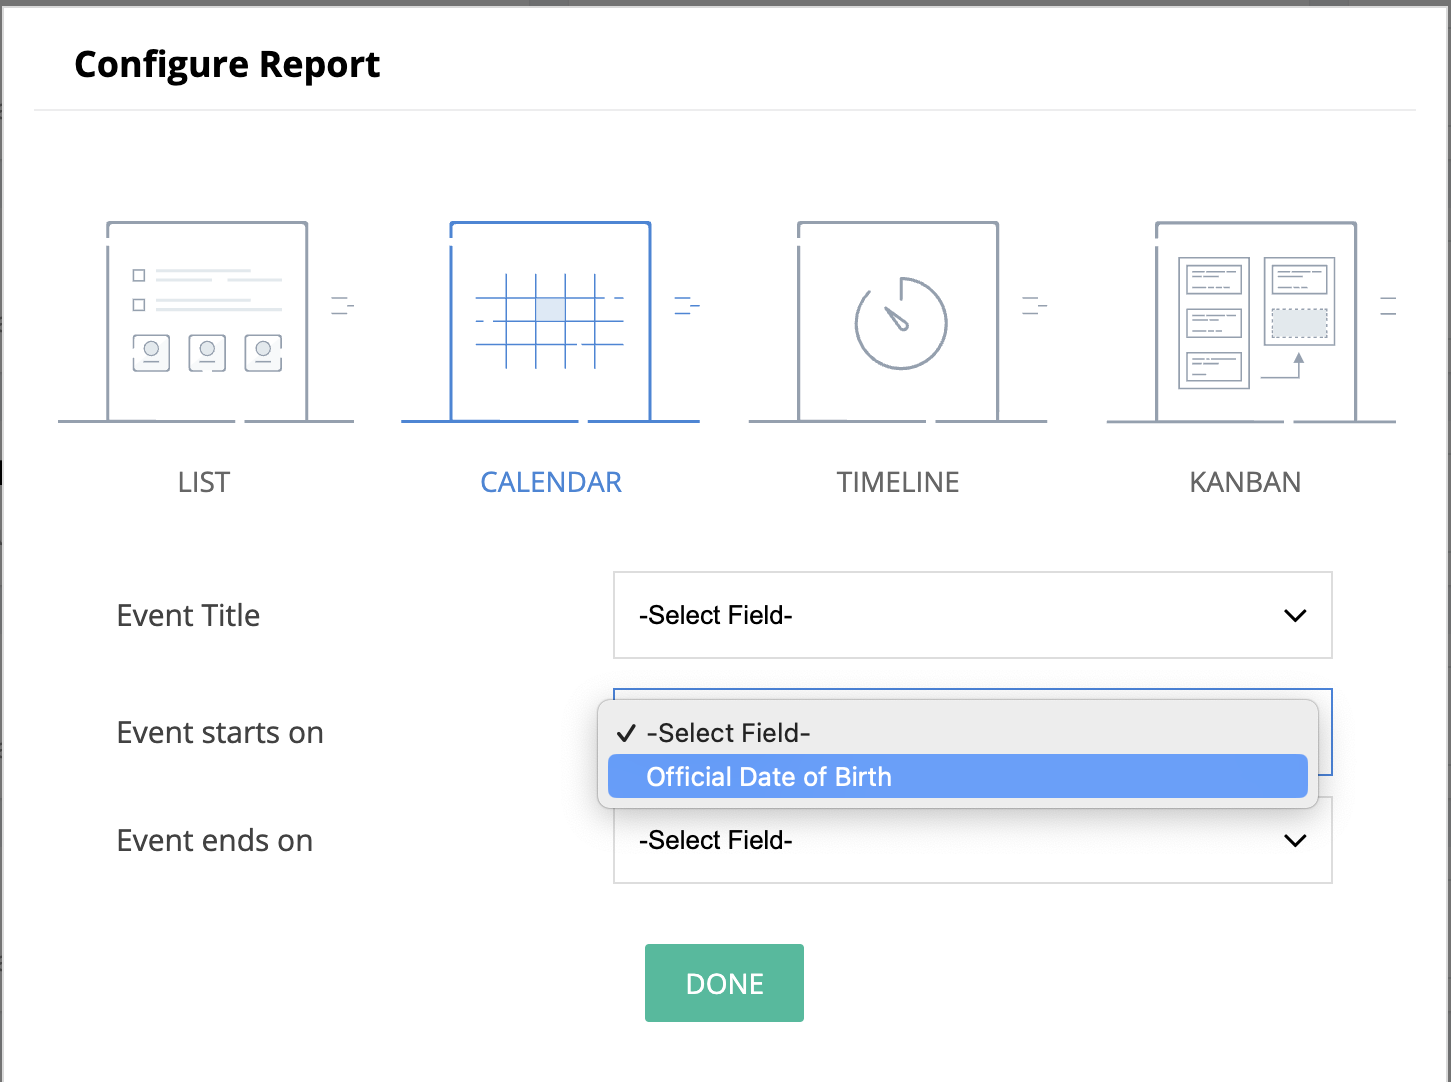 Configure Report
LIST
CALENDAR
TIMELINE
KANBAN
Event Title
-Select Field-
Event starts on
-Select Field-
Official Date of Birth
Event ends on
-Select Field-
DONE